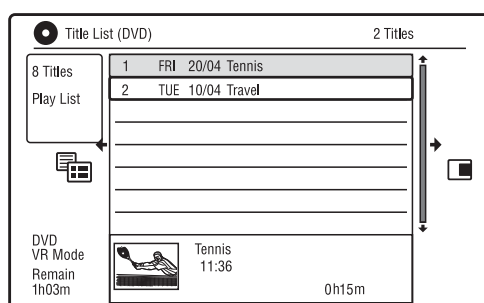 Title List (DVD) 2 Titles
8 Titles
Play List
1 FRI 20/04 Tennis
2 TUE 10/04 Travel
DVD
VR Mode
Remain
1h03m
Tennis
11:36
0h15m